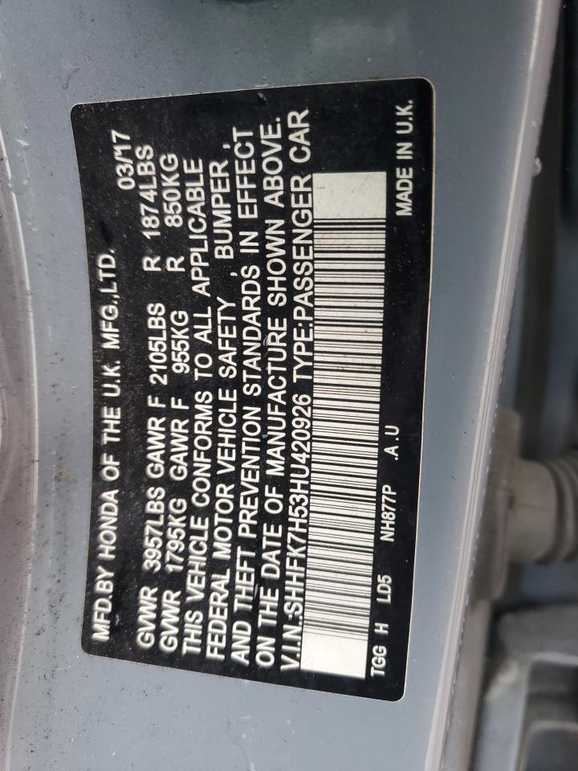 MFD.BY HONDA OF THE U.K. MFG.,LTD. 03/17
GVWR 3957LBS GAWR F 2105LBS R 1874LBS
GVWR 1795KG GAWR F 955KG R 850KG
THIS VEHICLE CONFORMS TO ALL APPLICABLE
FEDERAL MOTOR VEHICLE SAFETY , BUMPER ,
AND THEFT PREVENTION STANDARDS IN EFFECT
ON THE DATE OF MANUFACTURE SHOWN ABOVE.
V.I.N.:SHHFK7H53HU420926 TYPE:PASSENGER CAR
TGG H LD5 NH877P .A .U MADE IN U.K.